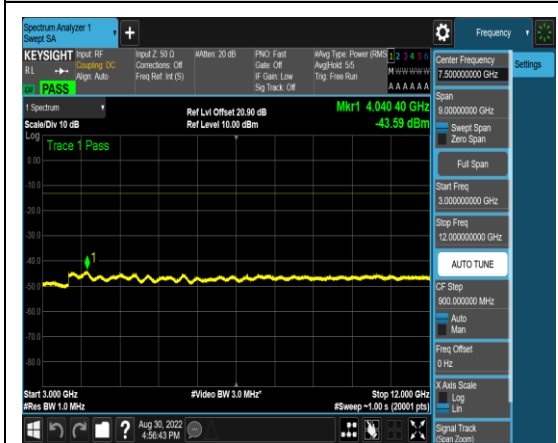 Spectrum Analyzer 1
Swept SA
Frequency
KEYSIGHT
RL
PASS
Input: RF
Coupling: DC
Align: Auto
Input Z: 50 Ω
Corrections: Off
Freq Ref: Int (S)
#Atten: 20 dB
PNO: Fast
Gate: Off
IF Gain: Low
Sig Track: Off
#Avg Type: Power (RMS
Avg|Hold: 5/5
Trig: Free Run
1 2 3 4 5 6
M W W W W W
A A A A A A
1 Spectrum
Scale/Div 10 dB
Ref Lvl Offset 20.90 dB
Ref Level 10.00 dBm
Mkr1 4.040 40 GHz
-43.59 dBm
Log
Trace 1 Pass
0.00
-10.0
-20.0
-30.0
-40.0
-50.0
-60.0
-70.0
-80.0
1
Start 3.000 GHz
#Res BW 1.0 MHz
#Video BW 3.0 MHz*
Stop 12.000 GHz
#Sweep ~1.00 s (20001 pts)
Aug 30, 2022
4:56:43 PM
Center Frequency
7.500000000 GHz
Settings
Span
9.00000000 GHz
Swept Span
Zero Span
Full Span
Start Freq
3.000000000 GHz
Stop Freq
12.000000000 GHz
AUTO TUNE
CF Step
900.000000 MHz
Auto
Man
Freq Offset
0 Hz
X Axis Scale
Log
Lin
Signal Track
(Span Zoom)